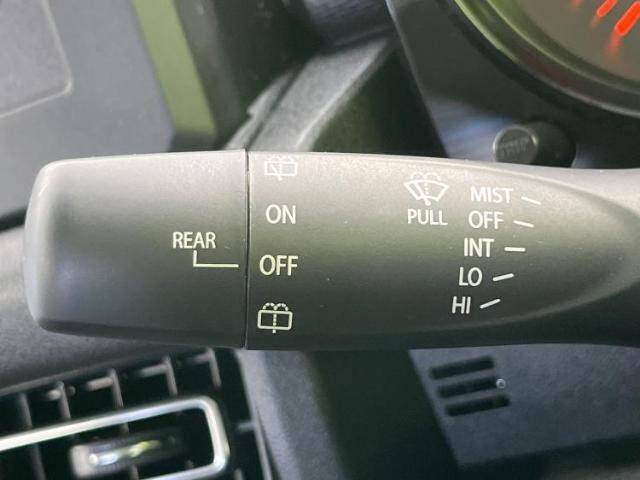 REAR
ON
OFF
PULL
MIST
OFF
INT
LO
HI